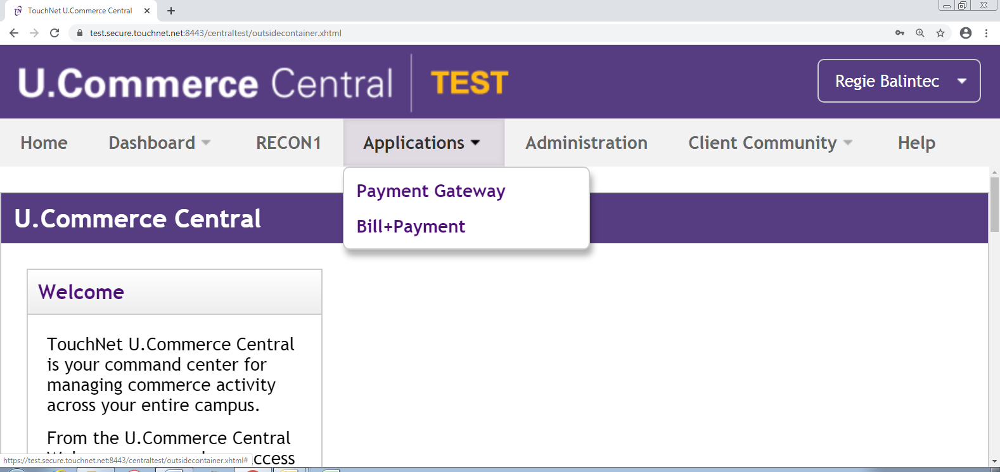 TouchNet U.Commerce Central
test.secure.touchnet.net:8443/centraltest/outsidecontainer.xhtml
U.Commerce Central TEST
Regie Balintec
Home Dashboard RECON1 Applications Administration Client Community Help
Payment Gateway
Bill+Payment
U.Commerce Central
Welcome
TouchNet U.Commerce Central
is your command center for
managing commerce activity
across your entire campus.
From the U.Commerce Central
ccess
https://test.secure.touchnet.net:8443/centraltest/outsidecontainer.xhtml#